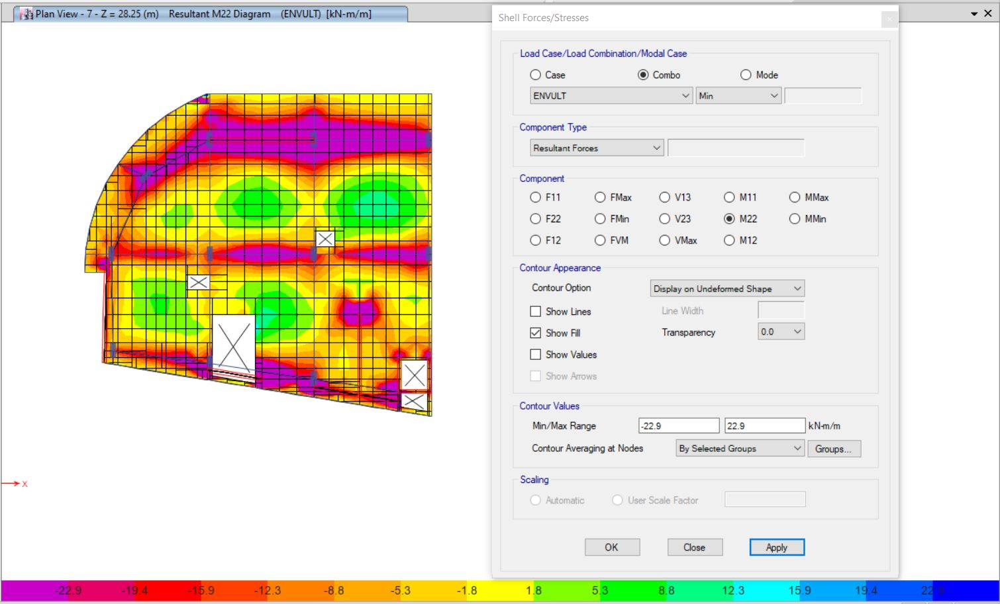 Plan View - 7 - Z = 28.25 (m)   Resultant M22 Diagram   (ENVULT)  [kN-m/m]
Shell Forces/Stresses
Load Case/Load Combination/Modal Case
Case   Combo   Mode
ENVULT   Min
Component Type
Resultant Forces
Component
F11   FMax   V13   M11   MMax
F22   FMin   V23   M22   MMin
F12   FVM   VMax   M12
Contour Appearance
Contour Option   Display on Undeformed Shape
Show Lines   Line Width
Show Fill   Transparency   0.0
Show Values
Show Arrows
Contour Values
Min/Max Range   -22.9   22.9   kN-m/m
Contour Averaging at Nodes   By Selected Groups   Groups...
Scaling
Automatic   User Scale Factor
OK   Close   Apply
X
-22.9   -19.4   -15.9   -12.3   -8.8   -5.3   -1.8   1.8   5.3   8.8   12.3   15.9   19.4   22.9